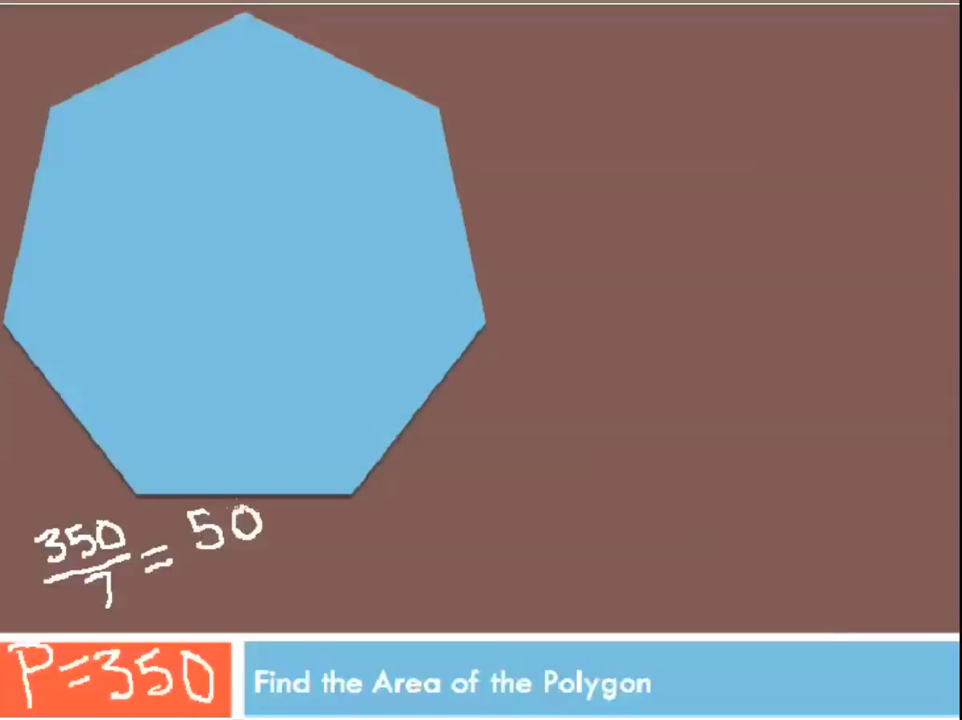 350/7 = 50
P=350
Find the Area of the Polygon